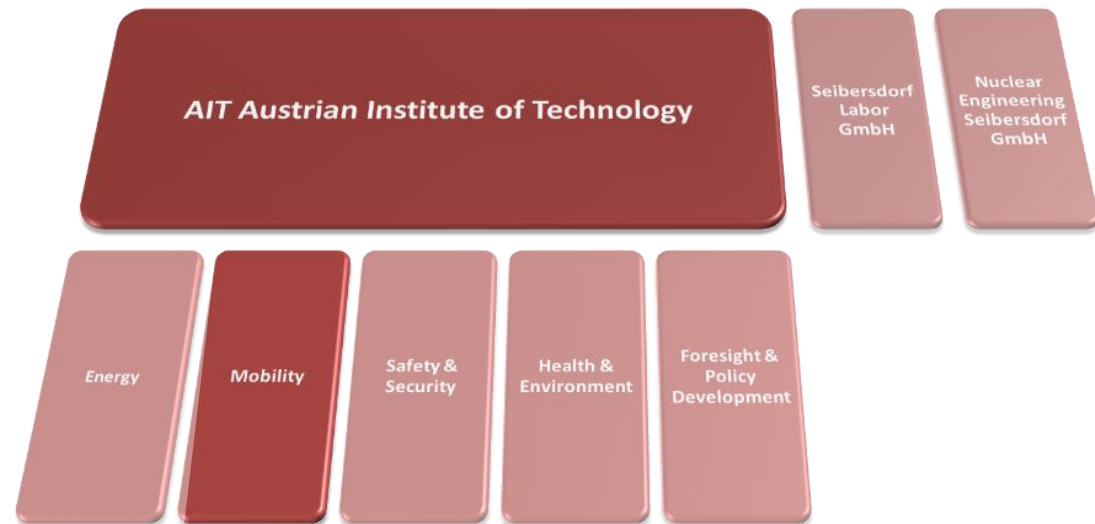 AIT Austrian Institute of Technology
Seibersdorf
Labor
GmbH
Nuclear
Engineering
Seibersdorf
GmbH
Energy
Mobility
Safety &
Security
Health &
Environment
Foresight &
Policy
Development